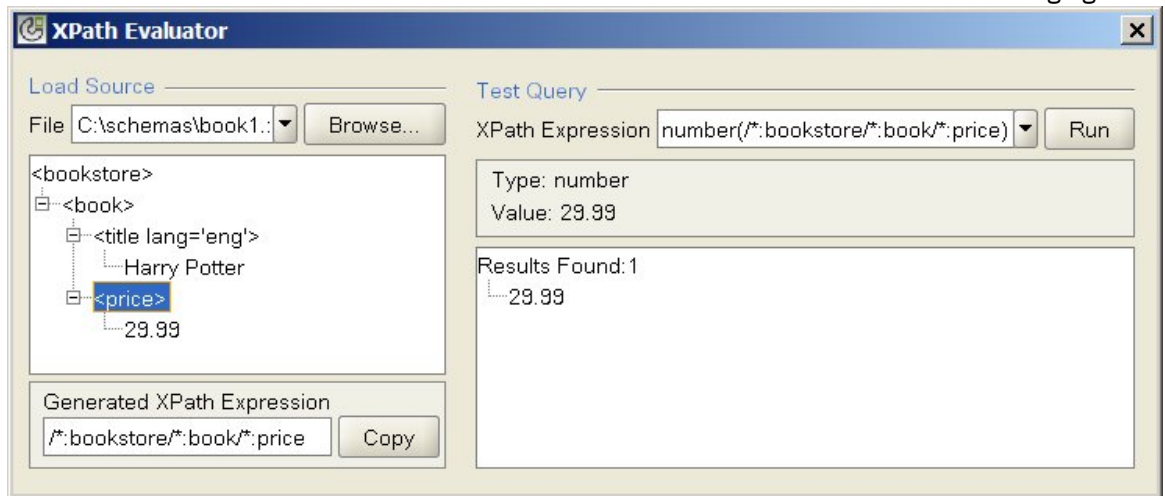 XPath Evaluator
Load Source
File C:\schemas\book1. Browse...
<bookstore>
<book>
<title lang='eng'>
Harry Potter
<price>
29.99
Generated XPath Expression
/*:bookstore/*:book/*:price Copy
Test Query
XPath Expression number(/*:bookstore/*:book/*:price) Run
Type: number
Value: 29.99
Results Found:1
29.99